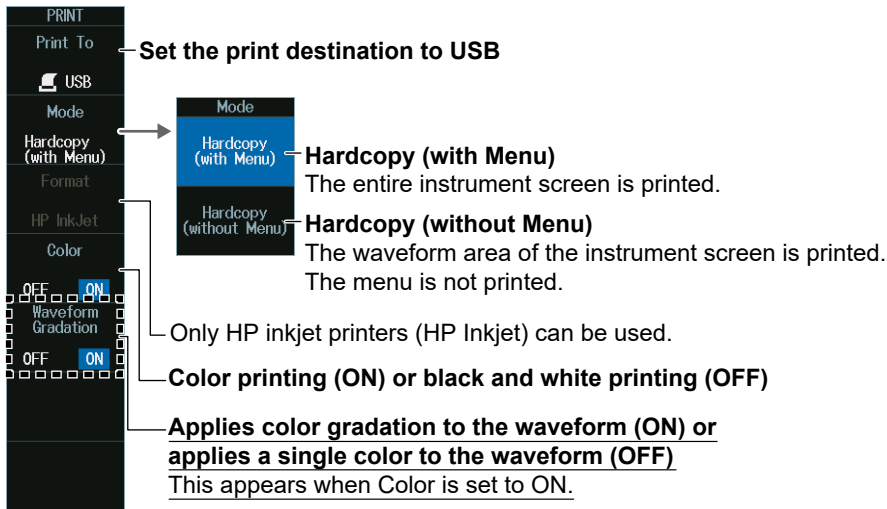 PRINT
Print To
USB
Mode
Hardcopy
(with Menu)
Format
HP InkJet
Color
OFF ON
Waveform
Gradation
OFF ON
Set the print destination to USB
Mode
Hardcopy
(with Menu)
Hardcopy
(without Menu)
Hardcopy (with Menu)
The entire instrument screen is printed.
Hardcopy (without Menu)
The waveform area of the instrument screen is printed.
The menu is not printed.
Only HP inkjet printers (HP Inkjet) can be used.
Color printing (ON) or black and white printing (OFF)
Applies color gradation to the waveform (ON) or
applies a single color to the waveform (OFF)
This appears when Color is set to ON.